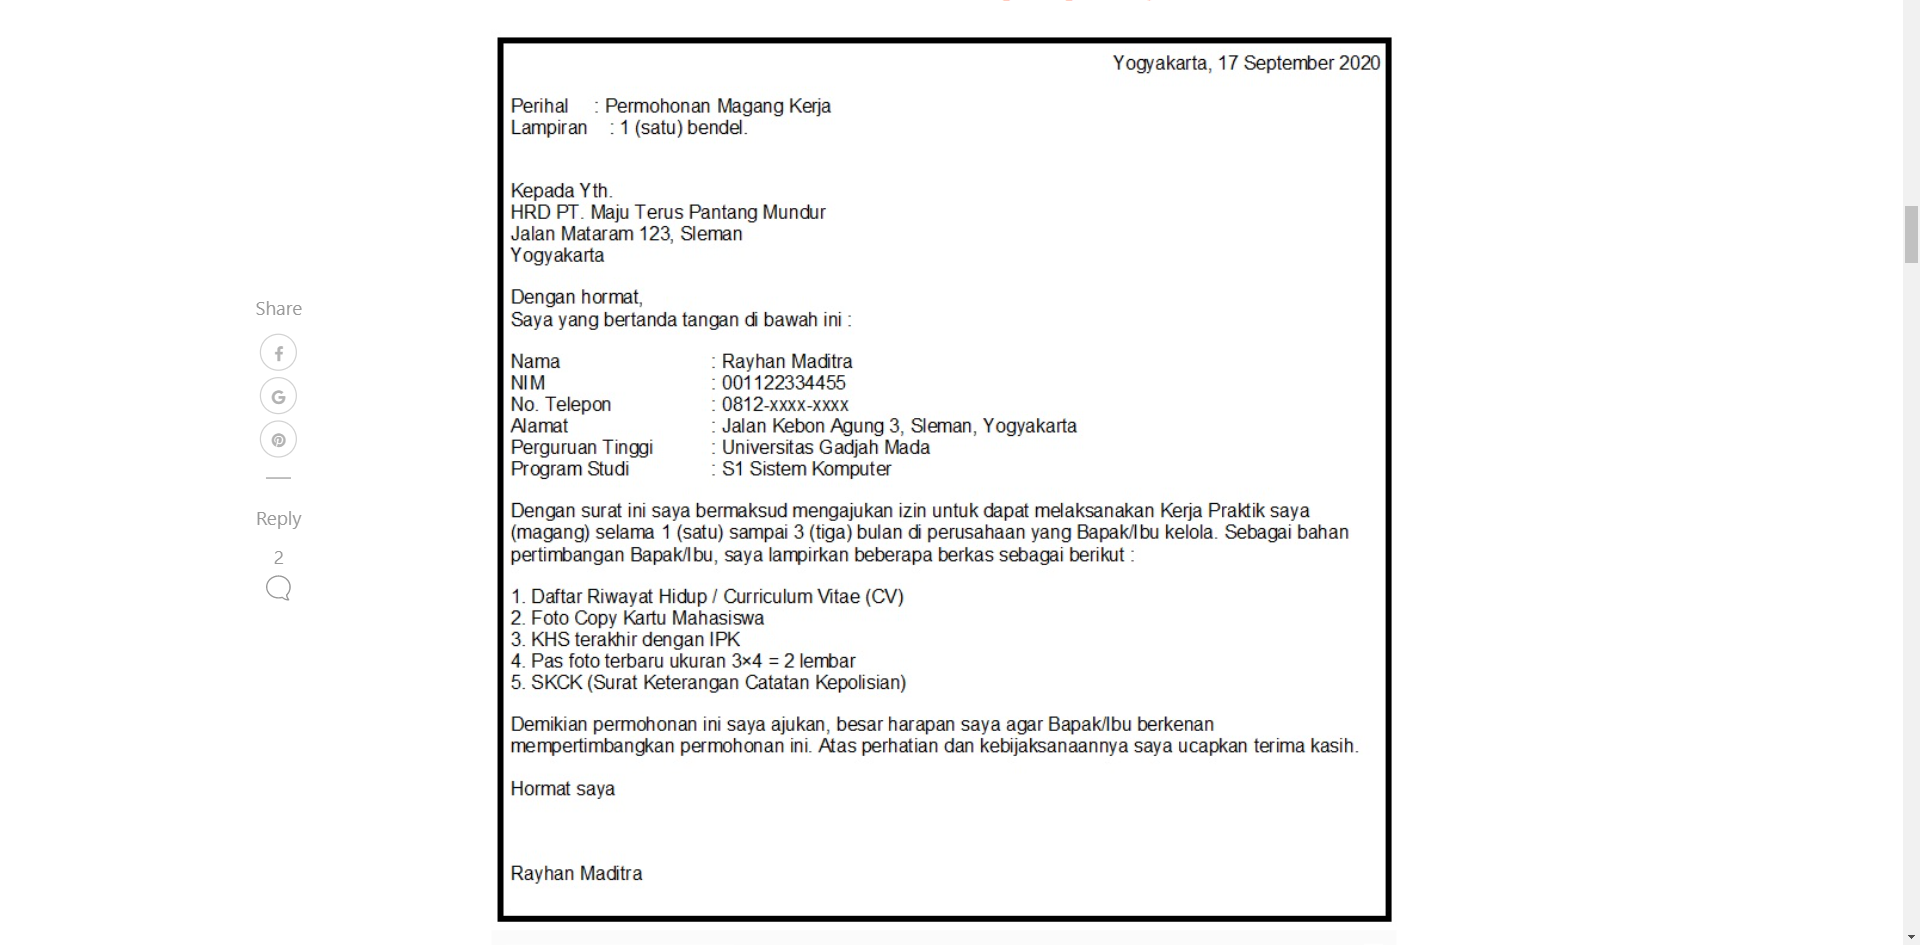 Yogyakarta, 17 September 2020
Perihal : Permohonan Magang Kerja
Lampiran : 1 (satu) bendel.
Kepada Yth.
HRD PT. Maju Terus Pantang Mundur
Jalan Mataram 123, Sleman
Yogyakarta
Dengan hormat,
Saya yang bertanda tangan di bawah ini :
Nama : Rayhan Maditra
NIM : 001122334455
No. Telepon : 0812-xxxx-xxxx
Alamat : Jalan Kebon Agung 3, Sleman, Yogyakarta
Perguruan Tinggi : Universitas Gadjah Mada
Program Studi : S1 Sistem Komputer
Dengan surat ini saya bermaksud mengajukan izin untuk dapat melaksanakan Kerja Praktik saya
(magang) selama 1 (satu) sampai 3 (tiga) bulan di perusahaan yang Bapak/Ibu kelola. Sebagai bahan
pertimbangan Bapak/Ibu, saya lampirkan beberapa berkas sebagai berikut :
1. Daftar Riwayat Hidup / Curriculum Vitae (CV)
2. Foto Copy Kartu Mahasiswa
3. KHS terakhir dengan IPK
4. Pas foto terbaru ukuran 3×4 = 2 lembar
5. SKCK (Surat Keterangan Catatan Kepolisian)
Demikian permohonan ini saya ajukan, besar harapan saya agar Bapak/Ibu berkenan
mempertimbangkan permohonan ini. Atas perhatian dan kebijaksanaannya saya ucapkan terima kasih.
Hormat saya
Rayhan Maditra
Share
Reply
2